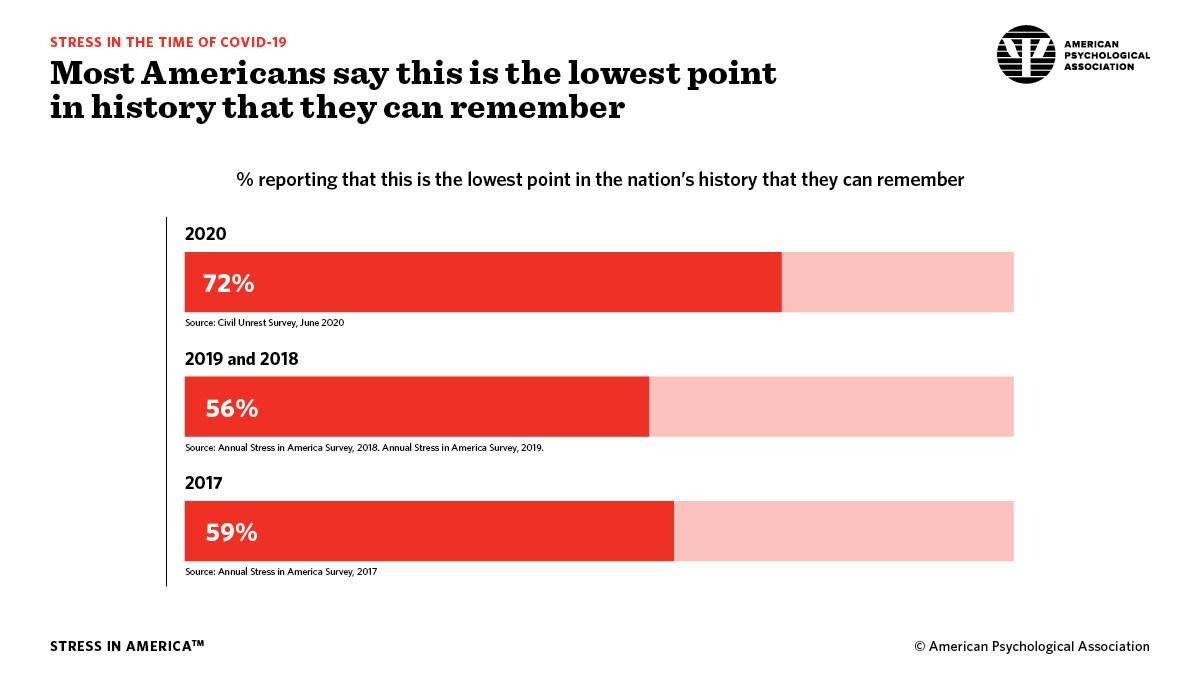 STRESS IN THE TIME OF COVID-19
Most Americans say this is the lowest point
in history that they can remember
AMERICAN
PSYCHOLOGICAL
ASSOCIATION
% reporting that this is the lowest point in the nation’s history that they can remember
2020
72%
Source: Civil Unrest Survey, June 2020
2019 and 2018
56%
Source: Annual Stress in America Survey, 2018. Annual Stress in America Survey, 2019.
2017
59%
Source: Annual Stress in America Survey, 2017
STRESS IN AMERICA™
© American Psychological Association